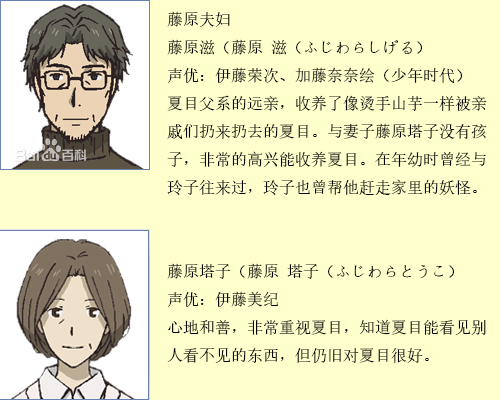 藤原夫妇
藤原滋（藤原 滋（ふじわらしげる）
声优：伊藤荣次、加藤奈奈绘（少年时代）
夏目父系的远亲，收养了像烫手山芋一样被亲
戚们扔来扔去的夏目。与妻子藤原塔子没有孩
子，非常的高兴能收养夏目。在年幼时曾经与
玲子往来过，玲子也曾帮他赶走家里的妖怪。
Bai百科
藤原塔子（藤原 塔子（ふじわらとうこ）
声优：伊藤美纪
心地和善，非常重视夏目，知道夏目能看见别
人看不见的东西，但仍旧对夏目很好。